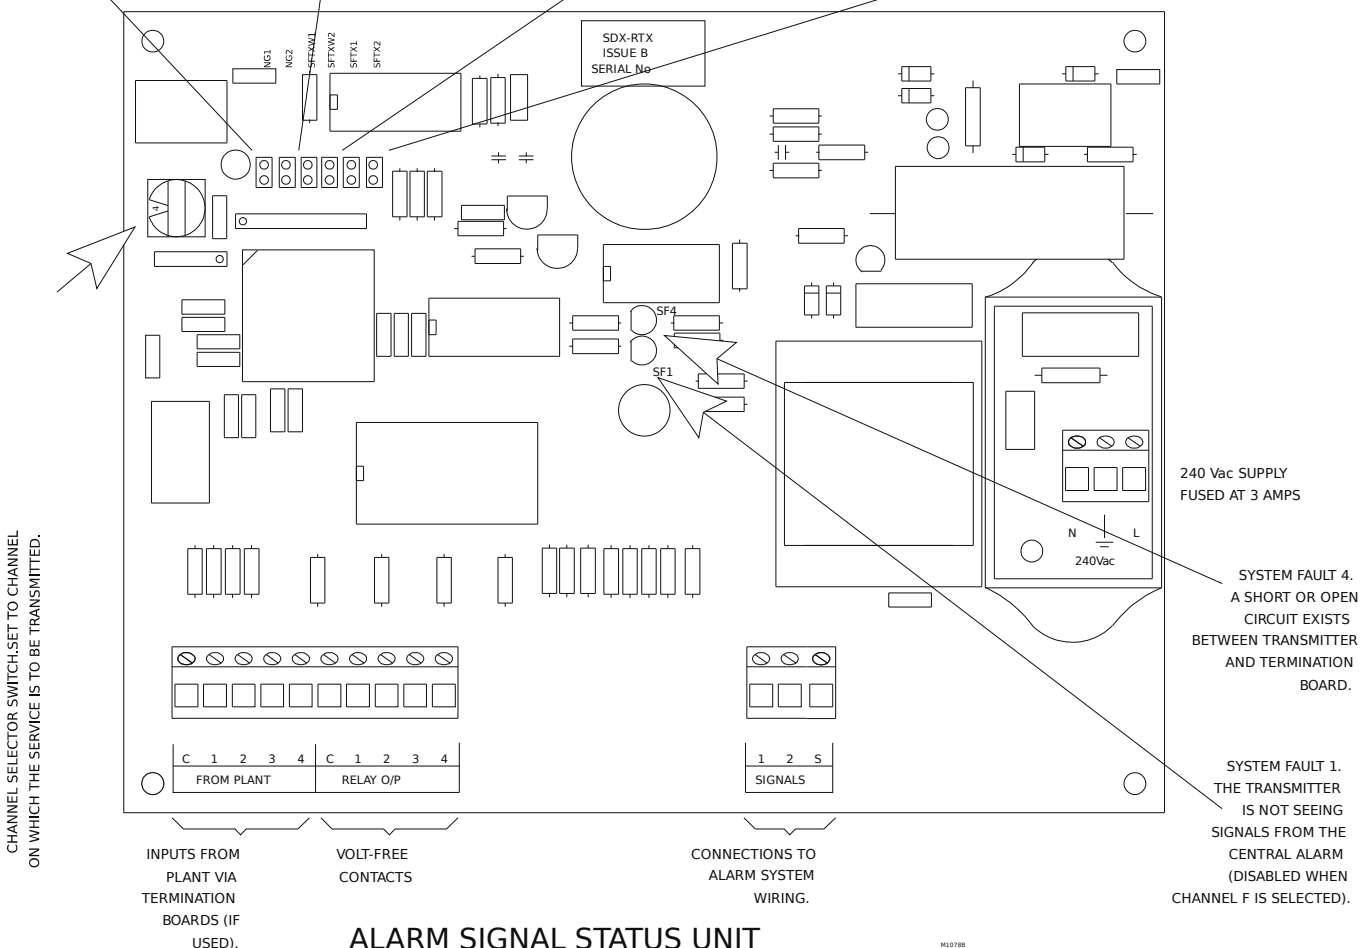 NG1
NG2
SFTXW1
SFTXW2
SFTX1
SFTX2
SDX-RTX
ISSUE B
SERIAL No
4
SF4
SF1
240 Vac SUPPLY
FUSED AT 3 AMPS
N L
240Vac
SYSTEM FAULT 4.
A SHORT OR OPEN
CIRCUIT EXISTS
BETWEEN TRANSMITTER
AND TERMINATION
BOARD.
CHANNEL SELECTOR SWITCH.SET TO CHANNEL
ON WHICH THE SERVICE IS TO BE TRANSMITTED.
C 1 2 3 4 C 1 2 3 4
FROM PLANT RELAY O/P
1 2 S
SIGNALS
SYSTEM FAULT 1.
THE TRANSMITTER
IS NOT SEEING
SIGNALS FROM THE
CENTRAL ALARM
(DISABLED WHEN
CHANNEL F IS SELECTED).
INPUTS FROM
PLANT VIA
TERMINATION
BOARDS (IF
USED).
VOLT-FREE
CONTACTS
CONNECTIONS TO
ALARM SYSTEM
WIRING.
ALARM SIGNAL STATUS UNIT
M1078B